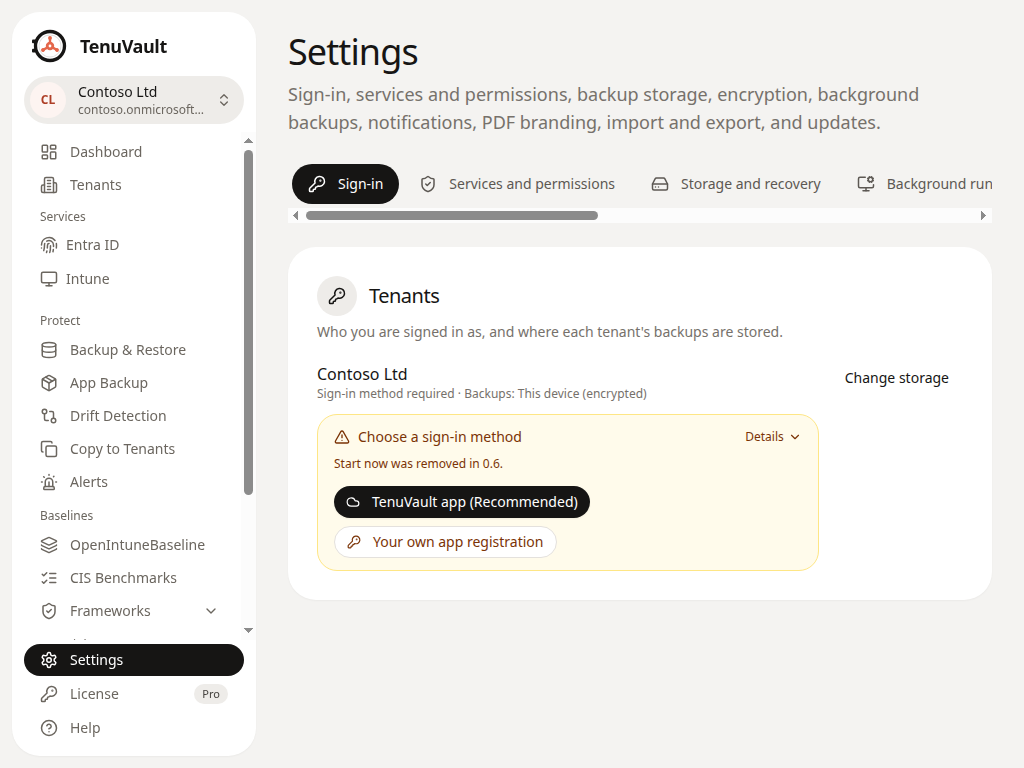 TenuVault
CL
Contoso Ltd
contoso.onmicrosoft...
Dashboard
Tenants
Services
Entra ID
Intune
Protect
Backup & Restore
App Backup
Drift Detection
Copy to Tenants
Alerts
Baselines
OpenIntuneBaseline
CIS Benchmarks
Frameworks
Settings
License
Pro
Help
Settings
Sign-in, services and permissions, backup storage, encryption, background
backups, notifications, PDF branding, import and export, and updates.
Sign-in
Services and permissions
Storage and recovery
Background run
Tenants
Who you are signed in as, and where each tenant's backups are stored.
Contoso Ltd
Sign-in method required · Backups: This device (encrypted)
Change storage
Choose a sign-in method
Details
Start now was removed in 0.6.
TenuVault app (Recommended)
Your own app registration